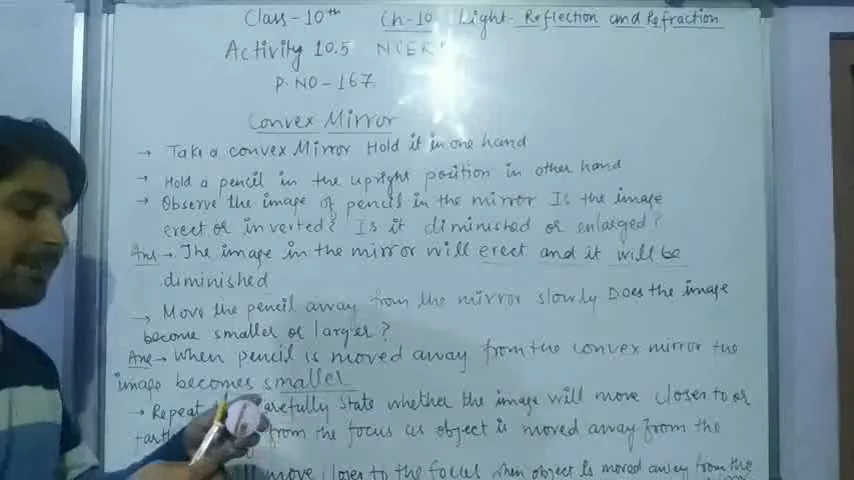 Class-10th Ch-10 Light-Reflection and Refraction
Activity 10.5 NCER
P.NO-167
Convex Mirror
→ Take a convex Mirror Hold it in one hand
→ Hold a pencil in the upright position in other hand
→ Observe the image of pencil in the mirror Is the image
erect or inverted? Is it diminished or enlarged?
Ans → The image in the mirror will erect and it will be
diminished
→ Move the pencil away from the mirror slowly Does the image
become smaller or larger?
Ans → When pencil is moved away from the convex mirror the
image becomes smaller
→ Repeat carefully State whether the image will move closer to or
from the focus as object is moved away from the
move closer to the focus when object is moved away from the